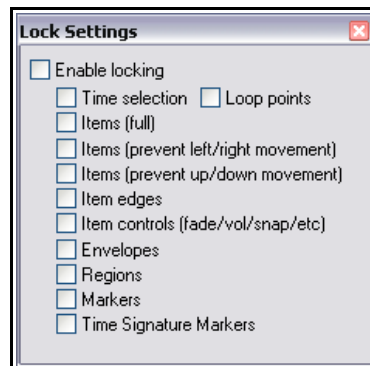 Lock Settings
Enable locking
Time selection Loop points
Items (full)
Items (prevent left/right movement)
Items (prevent up/down movement)
Item edges
Item controls (fade/vol/snap/etc)
Envelopes
Regions
Markers
Time Signature Markers